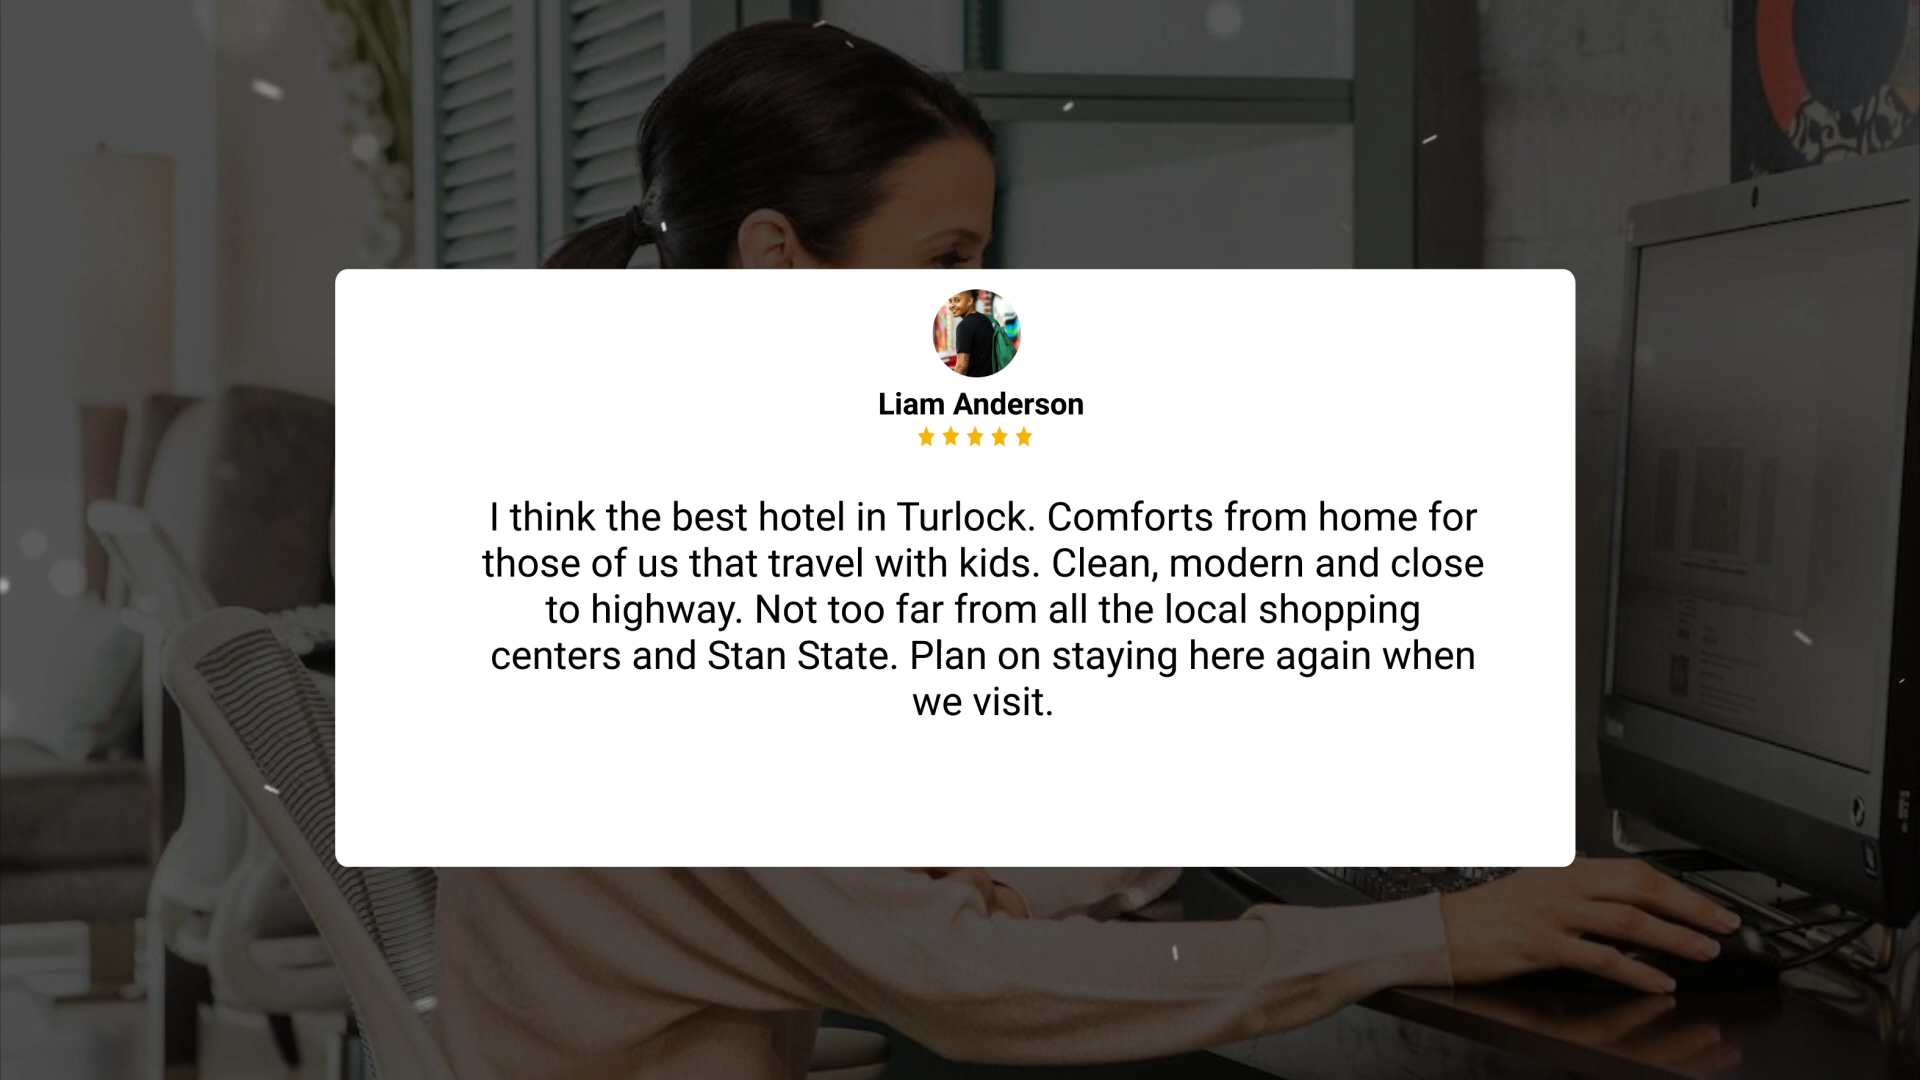 Liam Anderson
I think the best hotel in Turlock. Comforts from home for
those of us that travel with kids. Clean, modern and close
to highway. Not too far from all the local shopping
centers and Stan State. Plan on staying here again when
we visit.